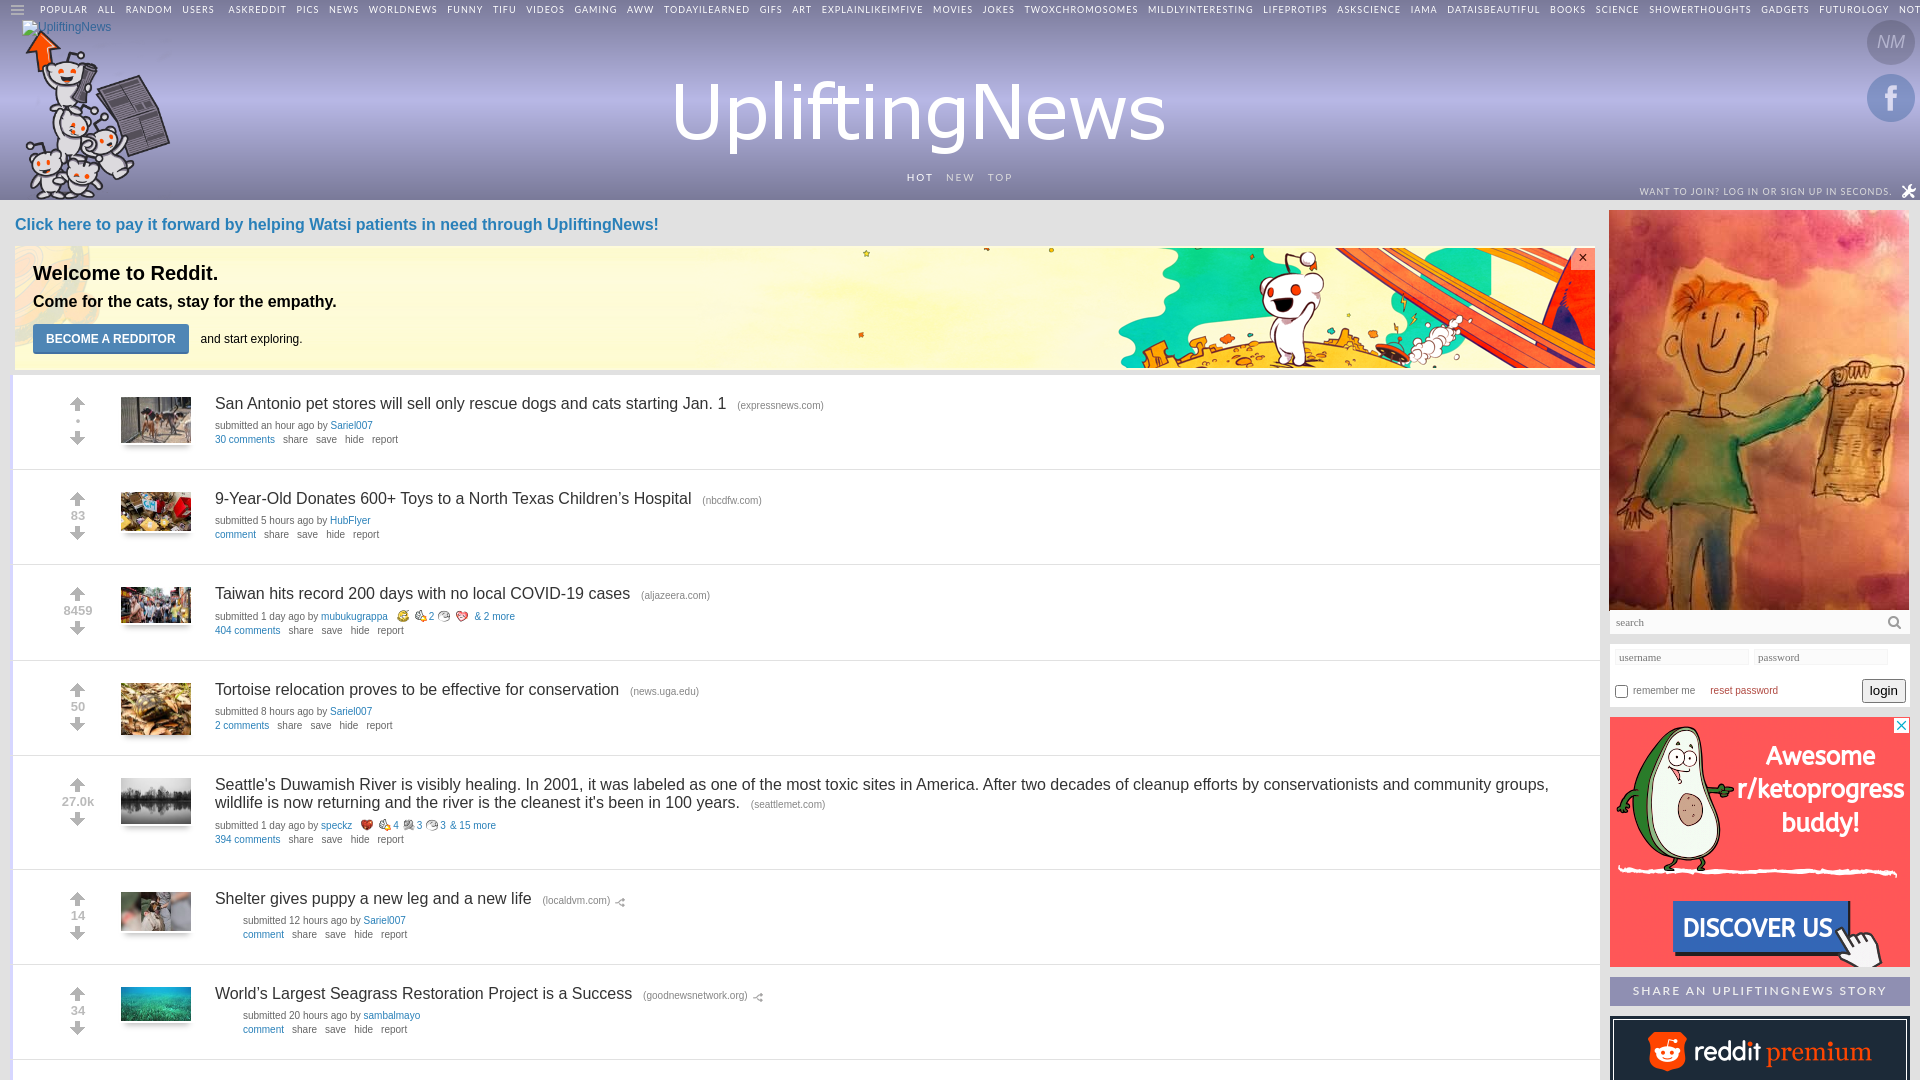 POPULAR ALL RANDOM USERS ASKREDDIT PICS NEWS WORLDNEWS FUNNY TIFU VIDEOS GAMING AWW TODAYILEARNED GIFS ART EXPLAINLIKEIMFIVE MOVIES JOKES TWOXCHROMOSOMES MILDLYINTERESTING LIFEPROTIPS ASKSCIENCE IAMA DATAISBEAUTIFUL BOOKS SCIENCE SHOWERTHOUGHTS GADGETS FUTUROLOGY NOT
UpliftingNews
NM
f
UpliftingNews
HOT NEW TOP
WANT TO JOIN? LOG IN OR SIGN UP IN SECONDS.
Click here to pay it forward by helping Watsi patients in need through UpliftingNews!
Welcome to Reddit.
Come for the cats, stay for the empathy.
BECOME A REDDITOR and start exploring.
×
San Antonio pet stores will sell only rescue dogs and cats starting Jan. 1 (expressnews.com)
•
submitted an hour ago by Sariel007
30 comments share save hide report
9-Year-Old Donates 600+ Toys to a North Texas Children’s Hospital (nbcdfw.com)
83
submitted 5 hours ago by HubFlyer
comment share save hide report
Taiwan hits record 200 days with no local COVID-19 cases (aljazeera.com)
8459
submitted 1 day ago by mubukugrappa 2 & 2 more
404 comments share save hide report
Tortoise relocation proves to be effective for conservation (news.uga.edu)
50
submitted 8 hours ago by Sariel007
2 comments share save hide report
Seattle's Duwamish River is visibly healing. In 2001, it was labeled as one of the most toxic sites in America. After two decades of cleanup efforts by conservationists and community groups,
wildlife is now returning and the river is the cleanest it's been in 100 years. (seattlemet.com)
27.0k
submitted 1 day ago by speckz 4 3 3 & 15 more
394 comments share save hide report
Shelter gives puppy a new leg and a new life (localdvm.com)
14
submitted 12 hours ago by Sariel007
comment share save hide report
World’s Largest Seagrass Restoration Project is a Success (goodnewsnetwork.org)
34
submitted 20 hours ago by sambalmayo
comment share save hide report
search
username password
remember me reset password login
Awesome
r/ketoprogress
buddy!
DISCOVER US
SHARE AN UPLIFTINGNEWS STORY
reddit premium